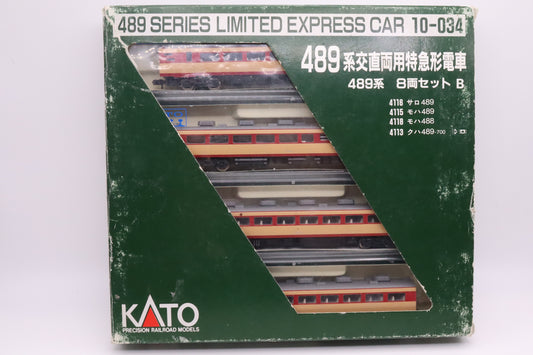 489 SERIES LIMITED EXPRESS CAR 10-034
489系交直両用特急形電車
489系 8両セット B
4116 サロ489
4115 モハ489
4118 モハ488
4113 クハ489-700
KATO
PRECISION RAILROAD MODELS